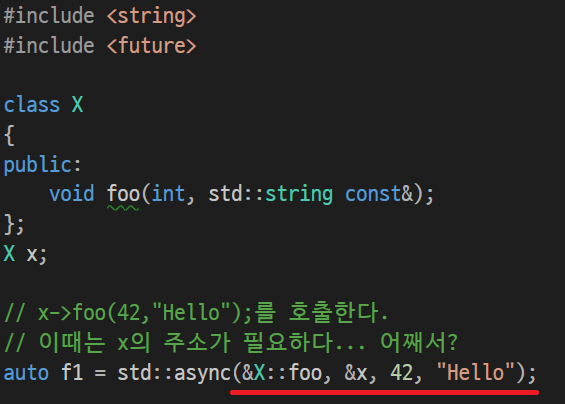 #include <string>
#include <future>
class X
{
public:
void foo(int, std::string const&);
};
X x;
// x->foo(42,"Hello");를 호출한다.
// 이때는 x의 주소가 필요하다... 어째서?
auto f1 = std::async(&X::foo, &x, 42, "Hello");